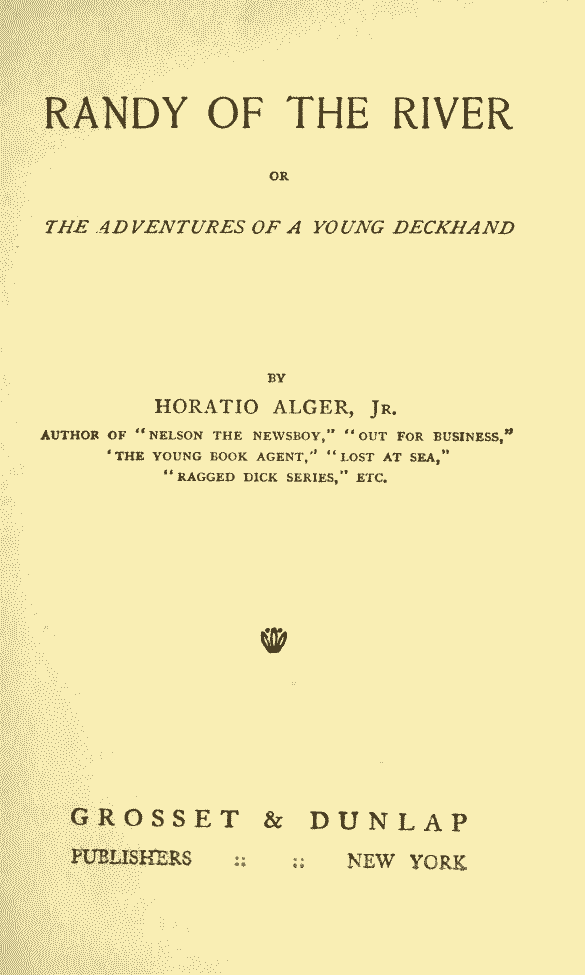 RANDY OF THE RIVER
OR
THE ADVENTURES OF A YOUNG DECKHAND
BY
HORATIO ALGER, JR.
AUTHOR OF "NELSON THE NEWSBOY," "OUT FOR BUSINESS,"
'THE YOUNG BOOK AGENT," "LOST AT SEA,"
"RAGGED DICK SERIES," ETC.
GROSSET & DUNLAP
PUBLISHERS :: :: NEW YORK